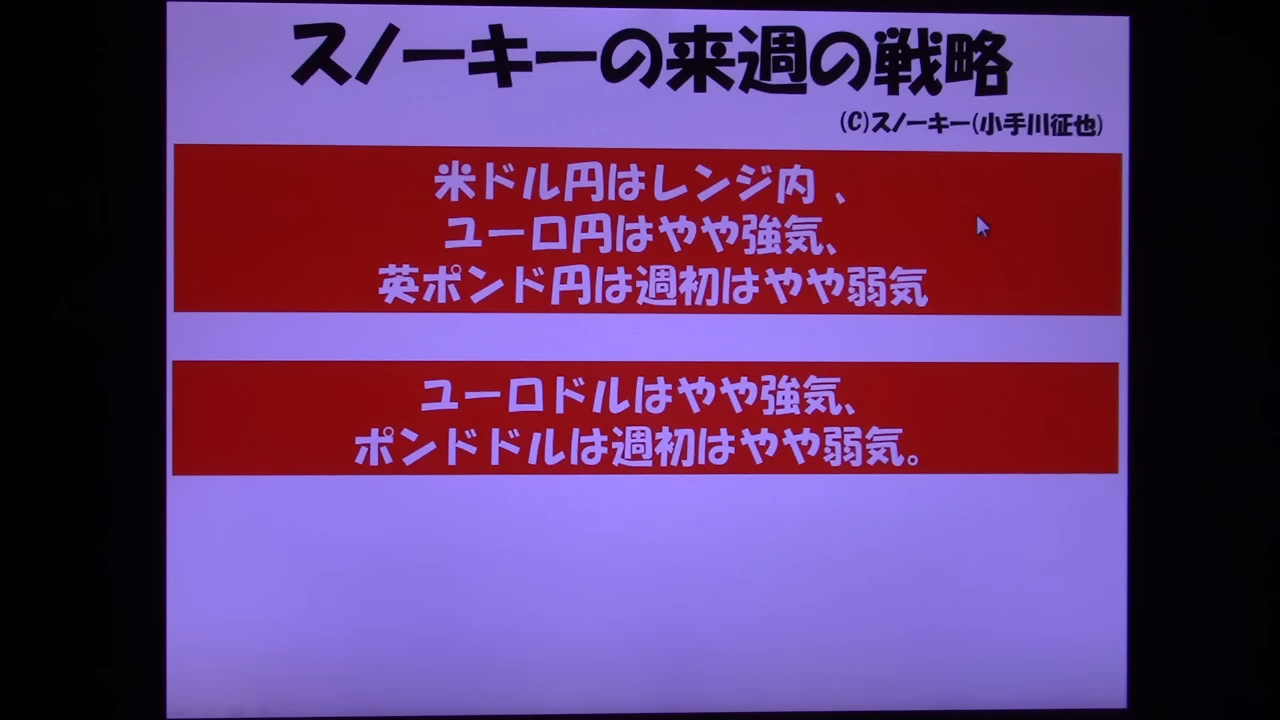 スノーキーの来週の戦略
(C)スノーキー(小手川征也)
米ドル円はレンジ内 、
ユーロ円はやや強気、
英ポンド円は週初はやや弱気
ユーロドルはやや強気、
ポンドドルは週初はやや弱気。